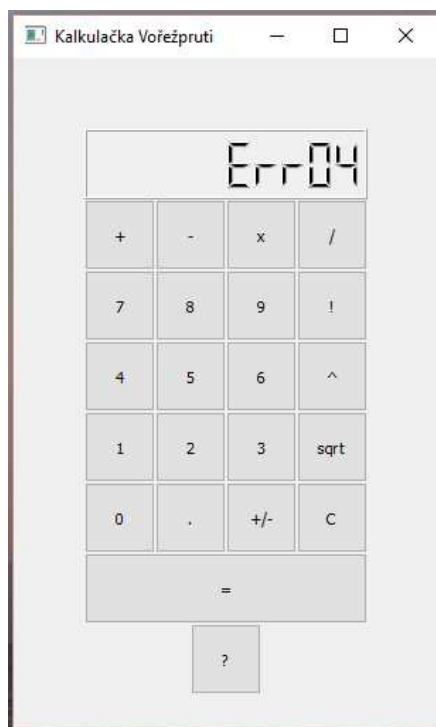 Kalkulačka Vořežpruti
Err04
+ - x /
7 8 9 !
4 5 6 ^
1 2 3 sqrt
0 . +/- C
=
?